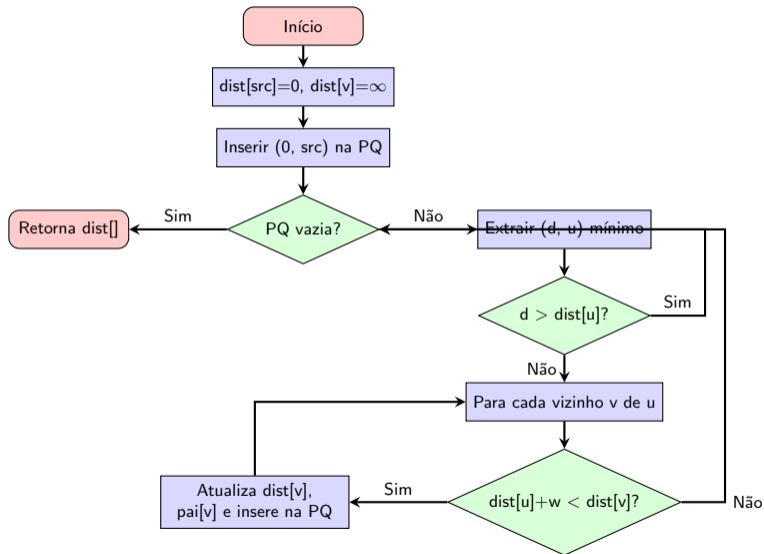 Início
dist[src]=0, dist[v]=∞
Inserir (0, src) na PQ
Retorna dist[]
Sim
PQ vazia?
Não
Extrair (d, u) mínimo
d > dist[u]?
Sim
Não
Para cada vizinho v de u
Atualiza dist[v],
pai[v] e insere na PQ
Sim
dist[u]+w < dist[v]?
Não